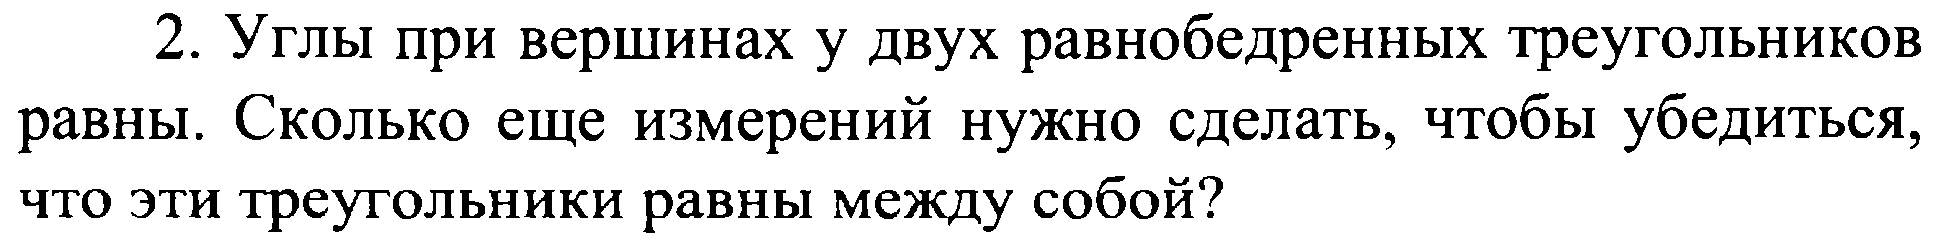 2. Углы при вершинах у двух равнобедренных треугольников
равны. Сколько еще измерений нужно сделать, чтобы убедиться,
что эти треугольники равны между собой?